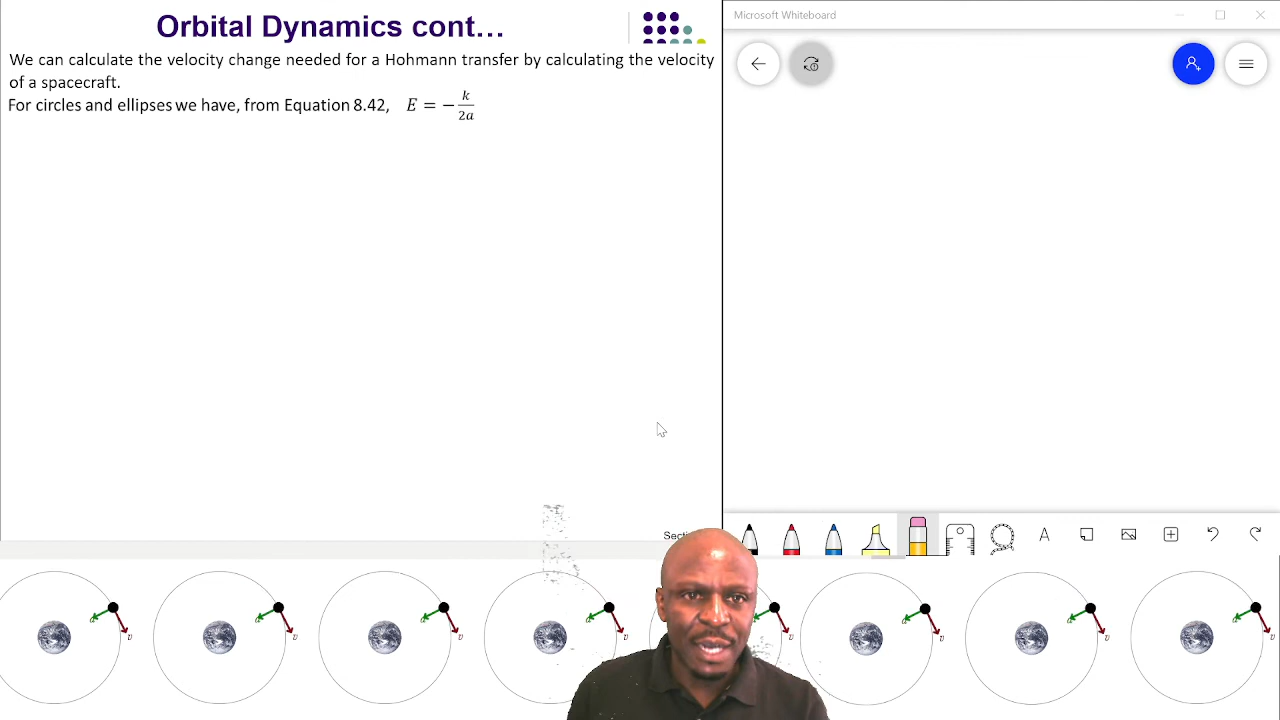 Orbital Dynamics cont…
Microsoft Whiteboard
We can calculate the velocity change needed for a Hohmann transfer by calculating the velocity
of a spacecraft.
For circles and ellipses we have, from Equation 8.42, E = −k/2a
A
a v a v a v a v v a v a v a v